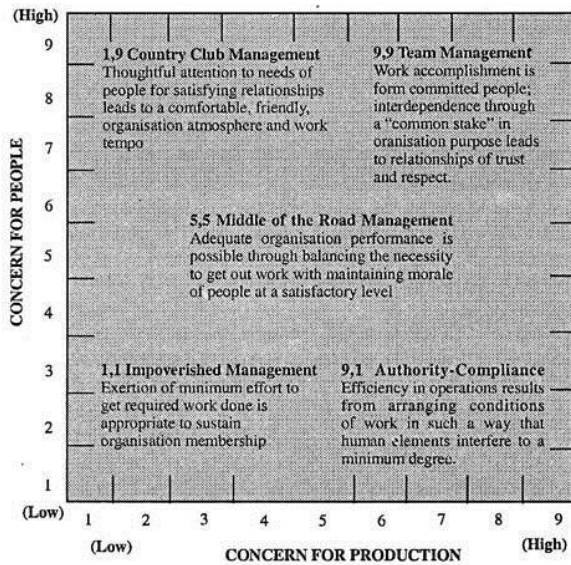 (High)
9
8
7
6
5
4
3
2
1
(Low)
CONCERN FOR PEOPLE
1,9 Country Club Management
Thoughtful attention to needs of
people for satisfying relationships
leads to a comfortable, friendly,
organisation atmosphere and work
tempo
9,9 Team Management
Work accomplishment is
form committed people;
interdependence through
a “common stake” in
oranisation purpose leads
to relationships of trust
and respect.
5,5 Middle of the Road Management
Adequate organisation performance is
possible through balancing the necessity
to get out work with maintaining morale
of people at a satisfactory level
1,1 Impoverished Management
Exertion of minimum effort to
get required work done is
appropriate to sustain
organisation membership
9,1 Authority-Compliance
Efficiency in operations results
from arranging conditions
of work in such a way that
human elements interfere to a
minimum degree.
1 2 3 4 5 6 7 8 9
(Low) (High)
CONCERN FOR PRODUCTION